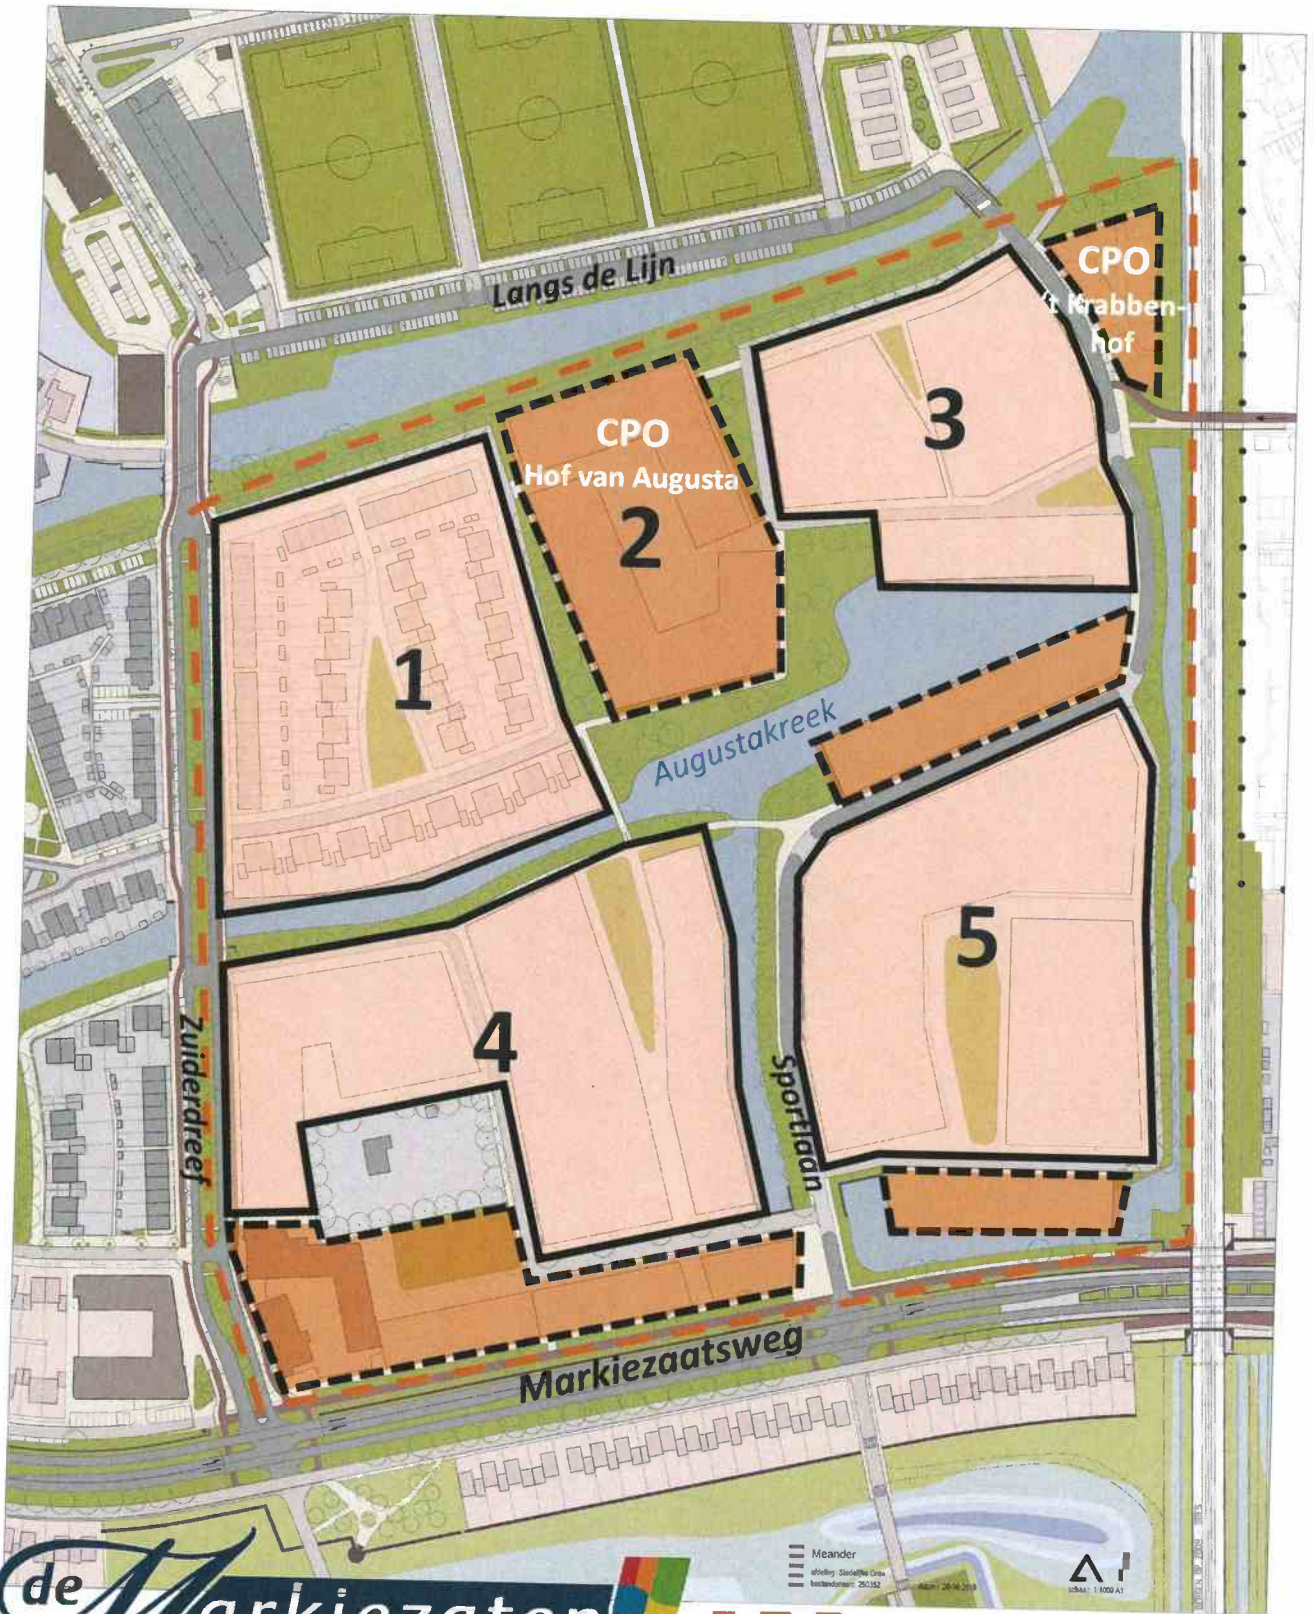 Langs de Lijn
CPO
't Krabben-
hof
3
CPO
Hof van Augusta
2
1
Augustakreek
5
4
Zuiderdreef
Sportlaan
Markiezaatsweg
Meander
de Markiezaten